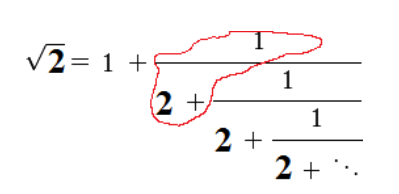 √2 = 1 + 1
2 + 1
2 + 1
2 + ⋱